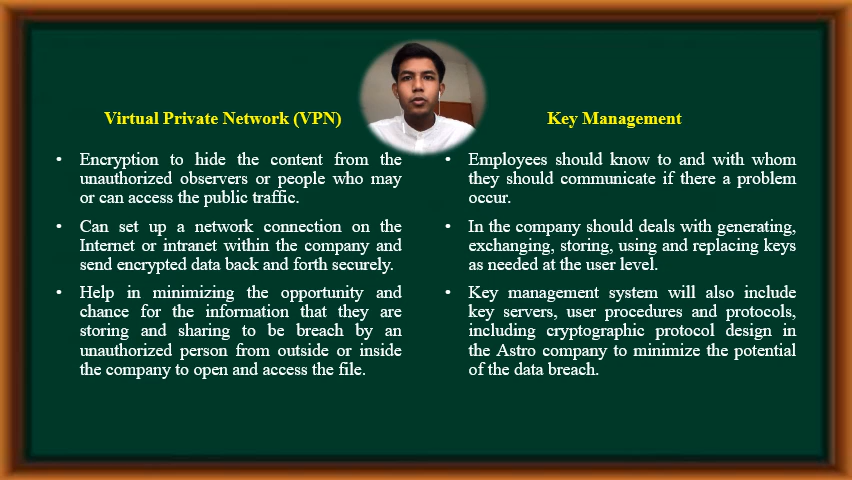 Virtual Private Network (VPN)
• Encryption to hide the content from the
unauthorized observers or people who may
or can access the public traffic.
• Can set up a network connection on the
Internet or intranet within the company and
send encrypted data back and forth securely.
• Help in minimizing the opportunity and
chance for the information that they are
storing and sharing to be breach by an
unauthorized person from outside or inside
the company to open and access the file.
Key Management
• Employees should know to and with whom
they should communicate if there a problem
occur.
• In the company should deals with generating,
exchanging, storing, using and replacing keys
as needed at the user level.
• Key management system will also include
key servers, user procedures and protocols,
including cryptographic protocol design in
the Astro company to minimize the potential
of the data breach.